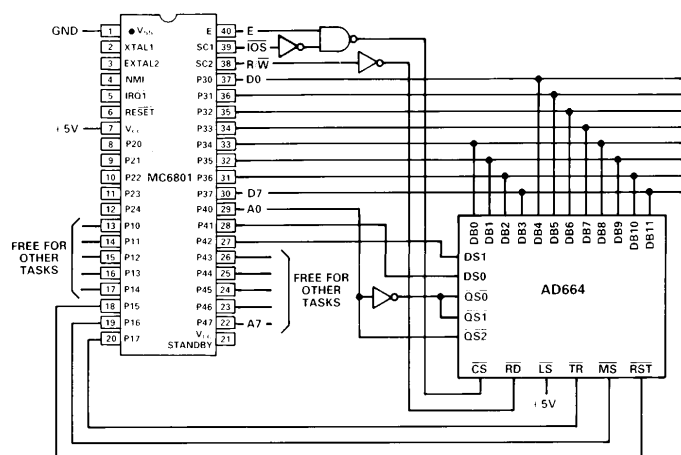 GND 1 V_SS E 40 E
2 XTAL1 SC1 39 IOS
3 EXTAL2 SC2 38 R W
4 NMI P30 37 D0
5 IRQ1 P31 36
6 RESET P32 35
+5V 7 V_CC P33 34
8 P20 P34 33
9 P21 P35 32
10 P22 MC6801 P36 31
11 P23 P37 30 D7
12 P24 P40 29 A0
13 P10 P41 28
14 P11 P42 27
15 P12 P43 26
16 P13 P44 25
17 P14 P45 24
18 P15 P46 23
19 P16 P47 22 A7
20 P17 V_CC STANDBY 21
FREE FOR
OTHER
TASKS
FREE FOR
OTHER
TASKS
DB0 DB1 DB2 DB3 DB4 DB5 DB6 DB7 DB8 DB9 DB10 DB11
DS1
DS0
QS0
QS1
QS2
AD664
CS RD LS TR MS RST
+5V